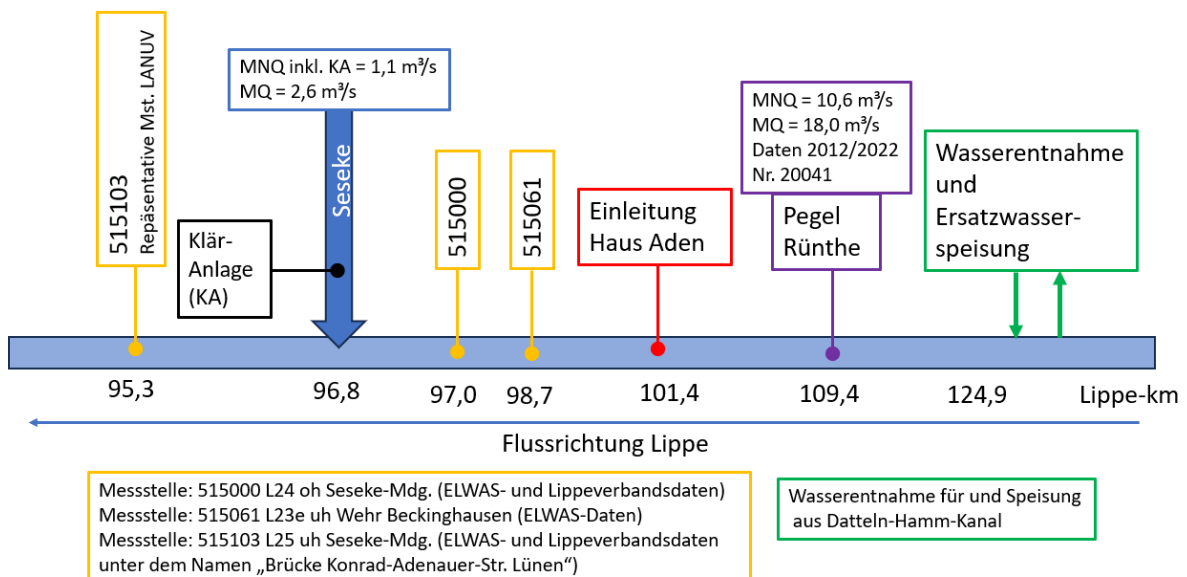 515103
Repäsentative Mst. LANUV
MNQ inkl. KA = 1,1 m³/s
MQ = 2,6 m³/s
Seseke
Klär-
Anlage
(KA)
515000
515061
Einleitung
Haus Aden
MNQ = 10,6 m³/s
MQ = 18,0 m³/s
Daten 2012/2022
Nr. 20041
Pegel
Rünthe
Wasserentnahme
und
Ersatzwasser-
speisung
95,3
96,8
97,0
98,7
101,4
109,4
124,9
Lippe-km
Flussrichtung Lippe
Messstelle: 515000 L24 oh Seseke-Mdg. (ELWAS- und Lippeverbandsdaten)
Messstelle: 515061 L23e uh Wehr Beckinghausen (ELWAS-Daten)
Messstelle: 515103 L25 uh Seseke-Mdg. (ELWAS- und Lippeverbandsdaten
unter dem Namen „Brücke Konrad-Adenauer-Str. Lünen“)
Wasserentnahme für und Speisung
aus Datteln-Hamm-Kanal